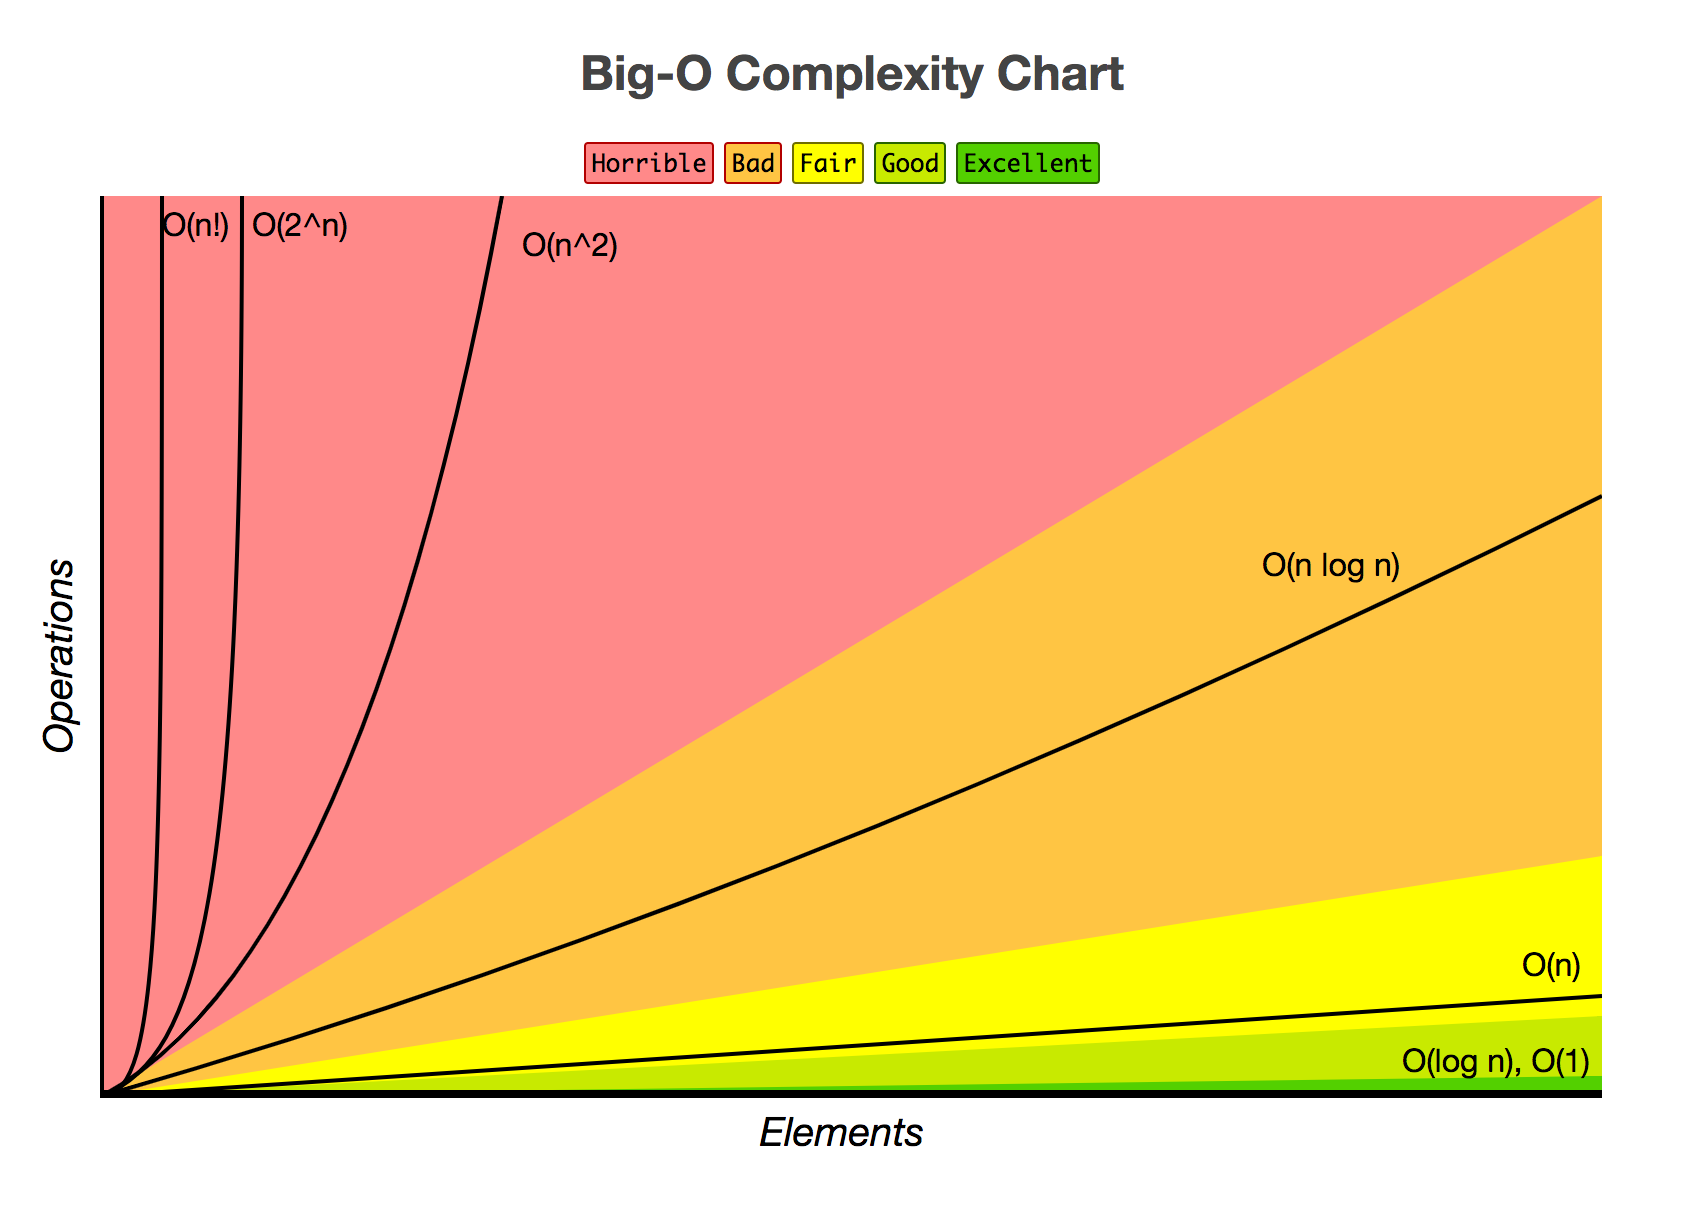 Big-O Complexity Chart
Horrible Bad Fair Good Excellent
O(n!) O(2^n)
O(n^2)
O(n log n)
Operations
O(n)
O(log n), O(1)
Elements